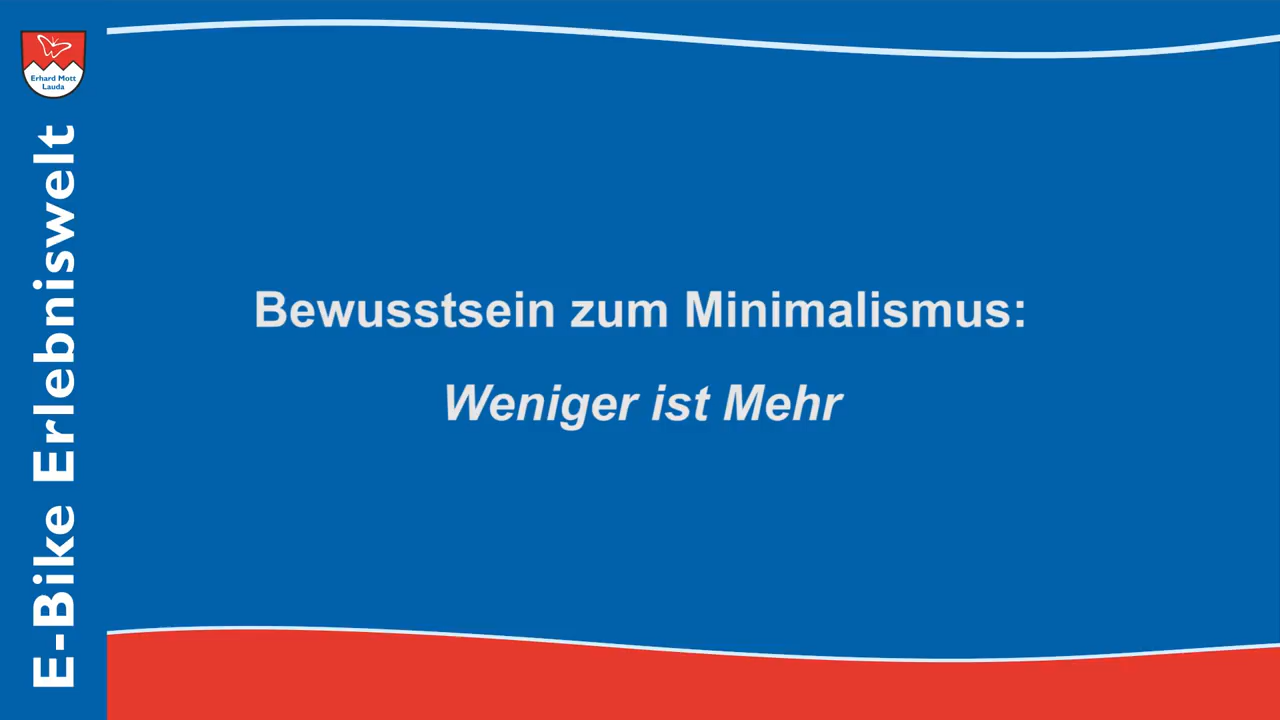 Erhard Mott
Lauda
E-Bike Erlebniswelt
Bewusstsein zum Minimalismus:
Weniger ist Mehr